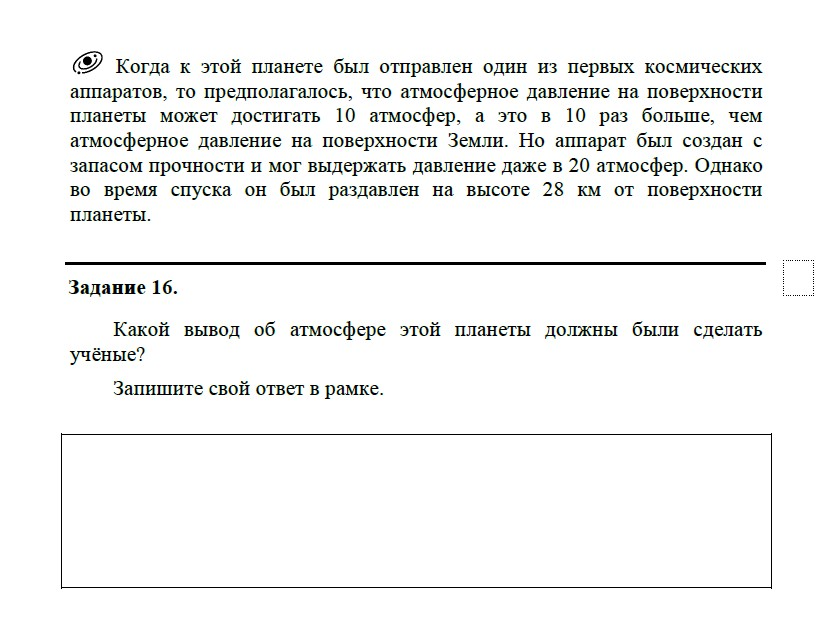 Когда к этой планете был отправлен один из первых космических
аппаратов, то предполагалось, что атмосферное давление на поверхности
планеты может достигать 10 атмосфер, а это в 10 раз больше, чем
атмосферное давление на поверхности Земли. Но аппарат был создан с
запасом прочности и мог выдержать давление даже в 20 атмосфер. Однако
во время спуска он был раздавлен на высоте 28 км от поверхности
планеты.
Задание 16.
Какой вывод об атмосфере этой планеты должны были сделать
учёные?
Запишите свой ответ в рамке.